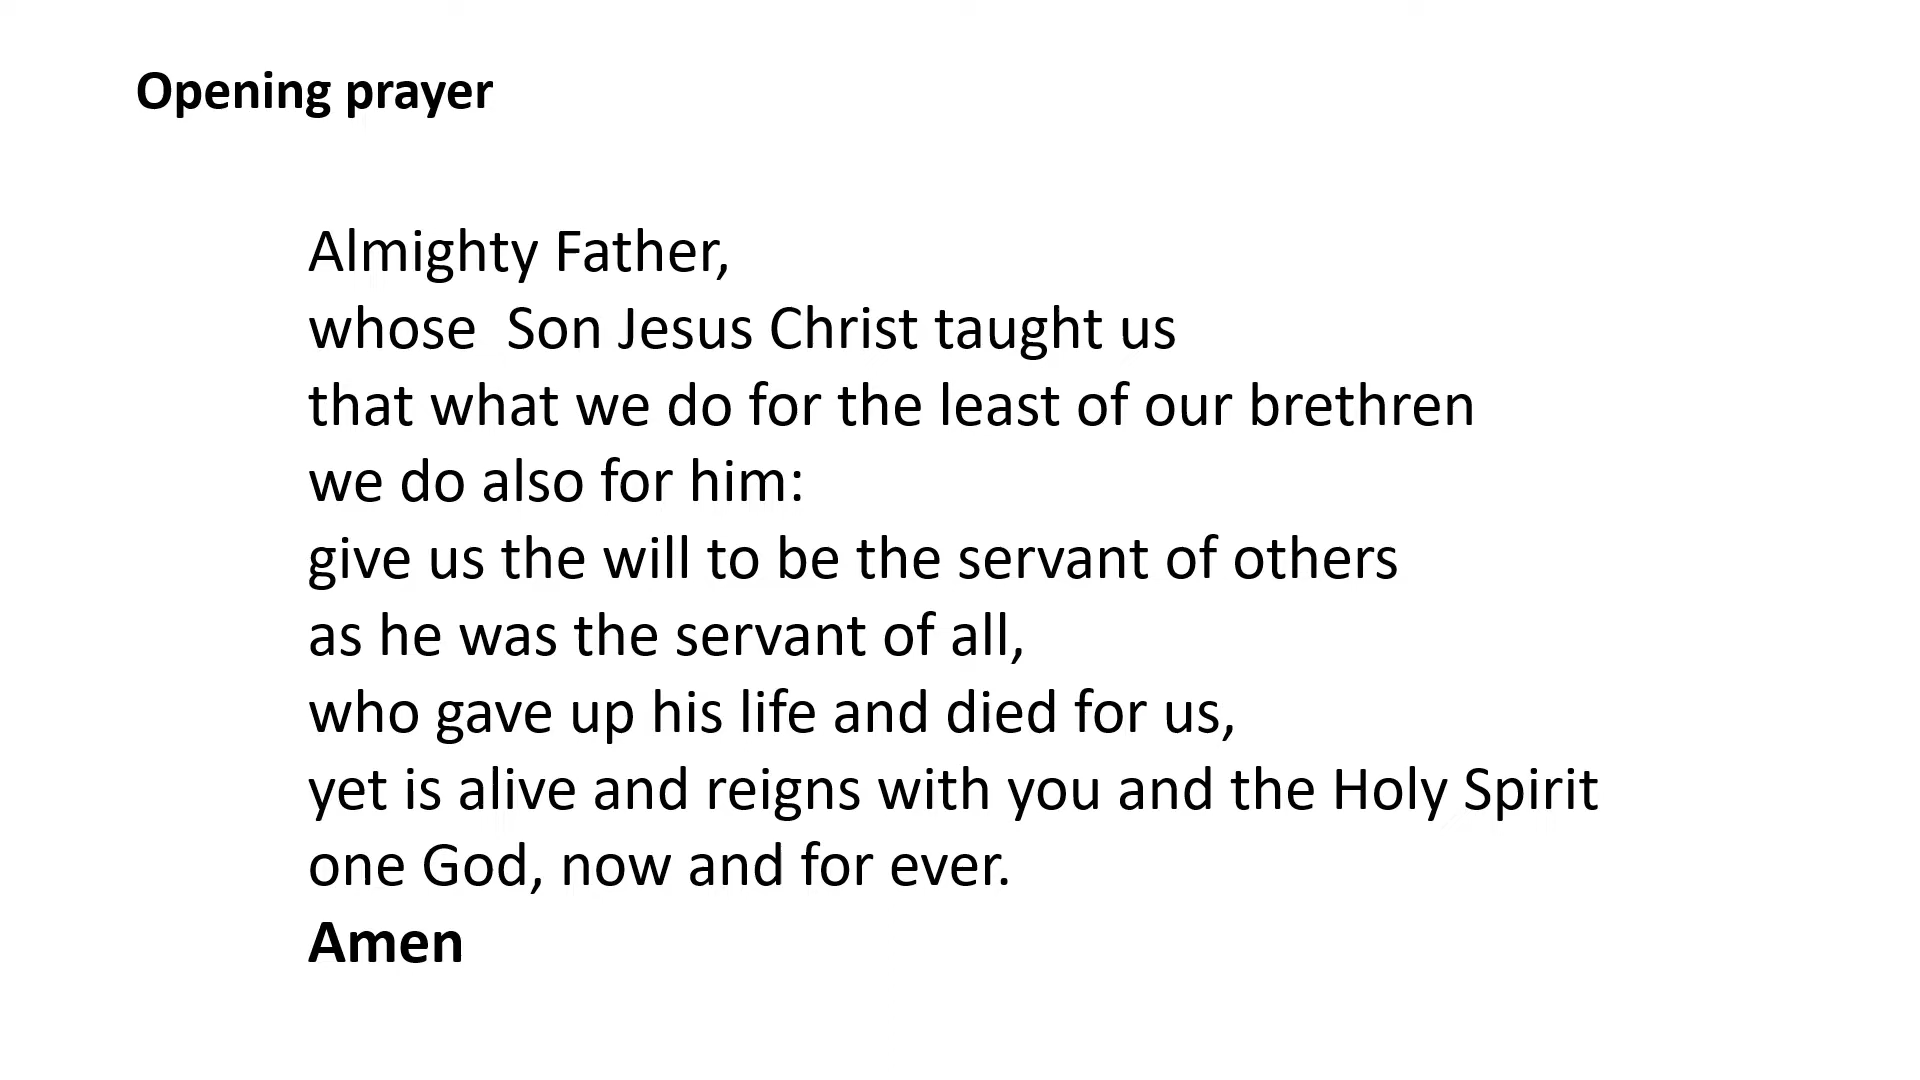 Opening prayer
Almighty Father,
whose  Son Jesus Christ taught us
that what we do for the least of our brethren
we do also for him:
give us the will to be the servant of others
as he was the servant of all,
who gave up his life and died for us,
yet is alive and reigns with you and the Holy Spirit
one God, now and for ever.
Amen